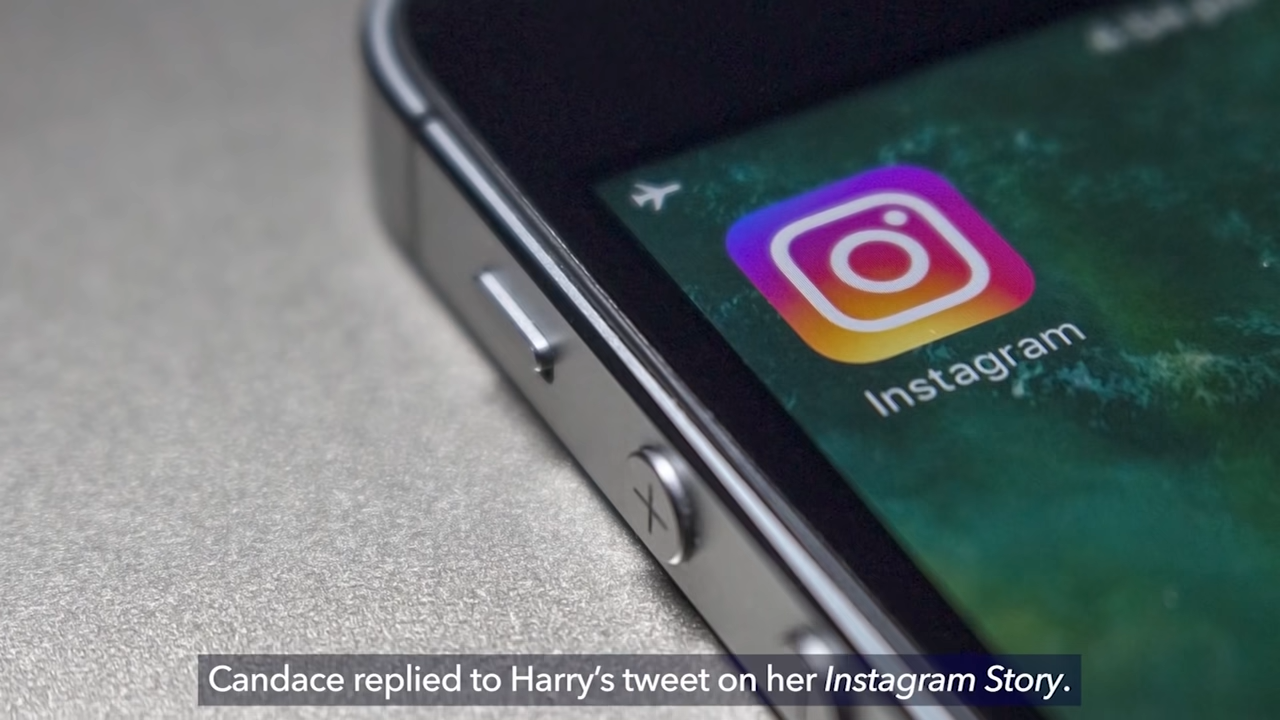 Instagram
Candace replied to Harry’s tweet on her Instagram Story.